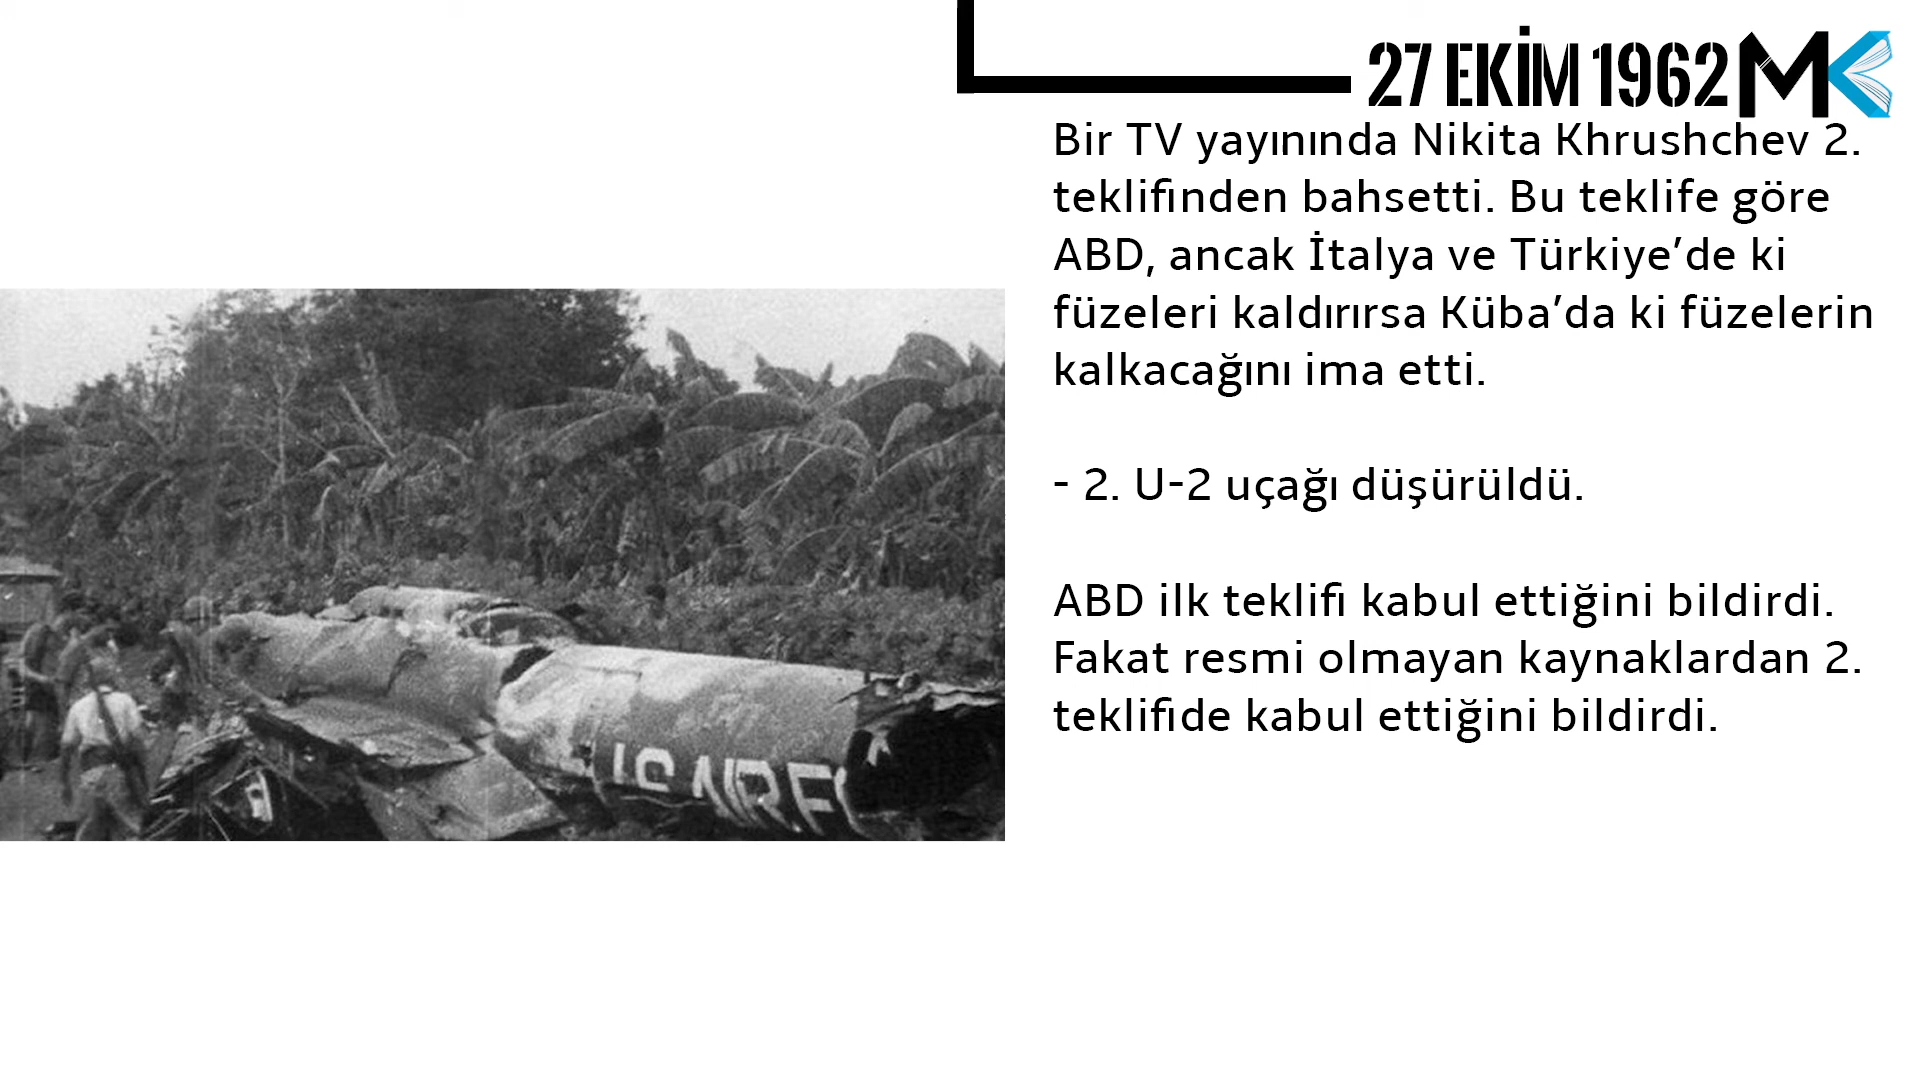 27 EKİM 1962 MK
Bir TV yayınında Nikita Khrushchev 2.
teklifinden bahsetti. Bu teklife göre
ABD, ancak İtalya ve Türkiye’de ki
füzeleri kaldırırsa Küba’da ki füzelerin
kalkacağını ima etti.
- 2. U-2 uçağı düşürüldü.
ABD ilk teklifi kabul ettiğini bildirdi.
Fakat resmi olmayan kaynaklardan 2.
teklifide kabul ettiğini bildirdi.